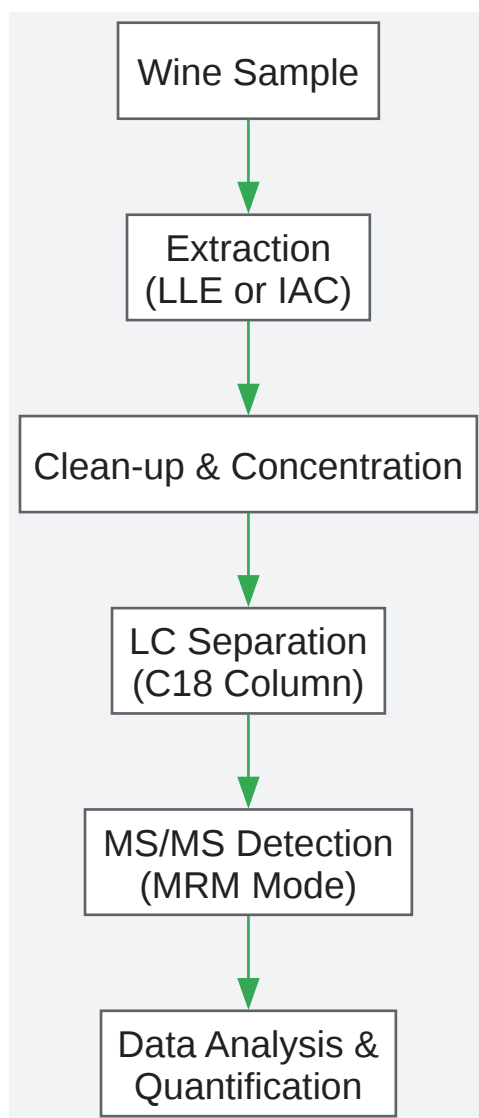 Wine Sample
Extraction
(LLE or IAC)
Clean-up & Concentration
LC Separation
(C18 Column)
MS/MS Detection
(MRM Mode)
Data Analysis &
Quantification